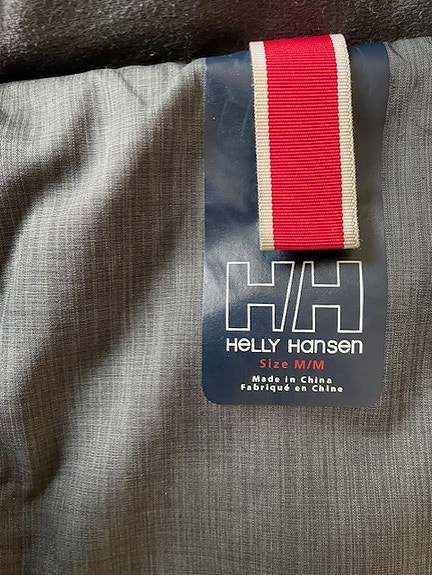 HH
HELLY HANSEN
Size M/M
Made in China
Fabriqué en Chine